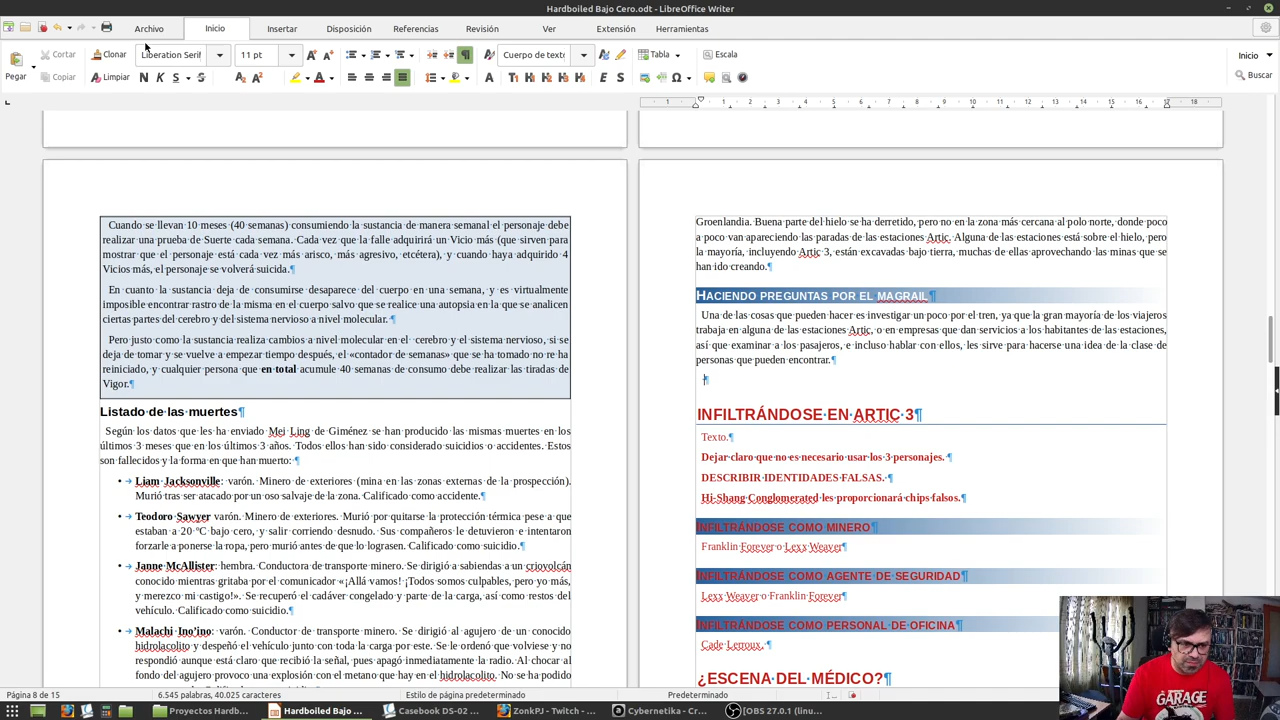 Hardboiled Bajo Cero.odt - LibreOffice Writer
Archivo Inicio Insertar Disposición Referencias Revisión Ver Extensión Herramientas
Pegar Cortar Clonar Liberation Serif 11 pt Cuerpo de texto Tabla Escala Inicio
Copiar Limpiar N K S S Buscar
1 1 2 3 4 5 6 7 8 9 10 11 12 13 14 15 16 17 18
Cuando se llevan 10 meses (40 semanas) consumiendo la sustancia de manera semanal el personaje debe
realizar una prueba de Suerte cada semana. Cada vez que la falle adquirirá un Vicio más (que sirven para
mostrar que el personaje está cada vez más arisco, más agresivo, etcétera), y cuando haya adquirido 4
Vicios más, el personaje se volverá suicida.¶
En cuanto la sustancia deja de consumirse desaparece del cuerpo en una semana, y es virtualmente
imposible encontrar rastro de la misma en el cuerpo salvo que se realice una autopsia en la que se analicen
ciertas partes del cerebro y del sistema nervioso a nivel molecular. ¶
Pero justo como la sustancia realiza cambios a nivel molecular en el cerebro y el sistema nervioso, si se
deja de tomar y se vuelve a empezar tiempo después, el «contador de semanas» que se ha tomado no re ha
reiniciado, y cualquier persona que en total acumule 40 semanas de consumo debe realizar las tiradas de
Vigor.¶
Listado de las muertes¶
Según los datos que les ha enviado Mei Ling de Giménez se han producido las mismas muertes en los
últimos 3 meses que en los últimos 3 años. Todos ellos han sido considerado suicidios o accidentes. Estos
son fallecidos y la forma en que han muerto: ¶
• Liam Jacksonville: varón. Minero de exteriores (mina en las zonas externas de la prospección).
Murió tras ser atacado por un oso salvaje de la zona. Calificado como accidente.¶
• Teodoro Sawyer varón. Minero de exteriores. Murió por quitarse la protección térmica pese a que
estaban a 20 ºC bajo cero, y salir corriendo desnudo. Sus compañeros le detuvieron e intentaron
forzarle a ponerse la ropa, pero murió antes de que lo lograsen. Calificado como suicidio.¶
• Janne McAllister: hembra. Conductora de transporte minero. Se dirigió a sabiendas a un criovolcán
conocido mientras gritaba por el comunicador «¡Allá vamos! ¡Todos somos culpables, pero yo más,
y merezco mi castigo!». Se recuperó el cadáver congelado y parte de la carga, así como restos del
vehículo. Calificado como suicidio.¶
• Malachi Ino'ino: varón. Conductor de transporte minero. Se dirigió al agujero de un conocido
hidrolacolito y despeñó el vehículo junto con toda la carga por este. Se le ordenó que volviese y no
respondió aunque está claro que recibió la señal, pues apagó inmediatamente la radio. Al chocar al
fondo del agujero provoco una explosión con el metano que hay en el hidrolacolito. No se ha podido
Groenlandia. Buena parte del hielo se ha derretido, pero no en la zona más cercana al polo norte, donde poco
a poco van apareciendo las paradas de las estaciones Artic. Alguna de las estaciones está sobre el hielo, pero
la mayoría, incluyendo Artic 3, están excavadas bajo tierra, muchas de ellas aprovechando las minas que se
han ido creando.¶
HACIENDO PREGUNTAS POR EL MAGRAIL¶
Una de las cosas que pueden hacer es investigar un poco por el tren, ya que la gran mayoría de los viajeros
trabaja en alguna de las estaciones Artic, o en empresas que dan servicios a los habitantes de las estaciones,
así que examinar a los pasajeros, e incluso hablar con ellos, les sirve para hacerse una idea de la clase de
personas que pueden encontrar.¶
¶
INFILTRÁNDOSE EN ARTIC 3¶
Texto.¶
Dejar claro que no es necesario usar los 3 personajes. ¶
DESCRIBIR IDENTIDADES FALSAS. ¶
Hi-Shang Conglomerated les proporcionará chips falsos.¶
INFILTRÁNDOSE COMO MINERO¶
Franklin Forever o Lexx Weaver¶
INFILTRÁNDOSE COMO AGENTE DE SEGURIDAD¶
Lexx Weaver o Franklin Forever¶
INFILTRÁNDOSE COMO PERSONAL DE OFICINA¶
Cade Lerroux. ¶
¿ESCENA DEL MÉDICO?¶
GARAGE
Página 8 de 15 6.545 palabras, 40.025 caracteres Estilo de página predeterminado Predeterminado
Proyectos Hardb... Hardboiled Bajo ... Casebook DS-02 ... ZonkPJ - Twitch - ... Cybernetika - Cr... [OBS 27.0.1 (linu...